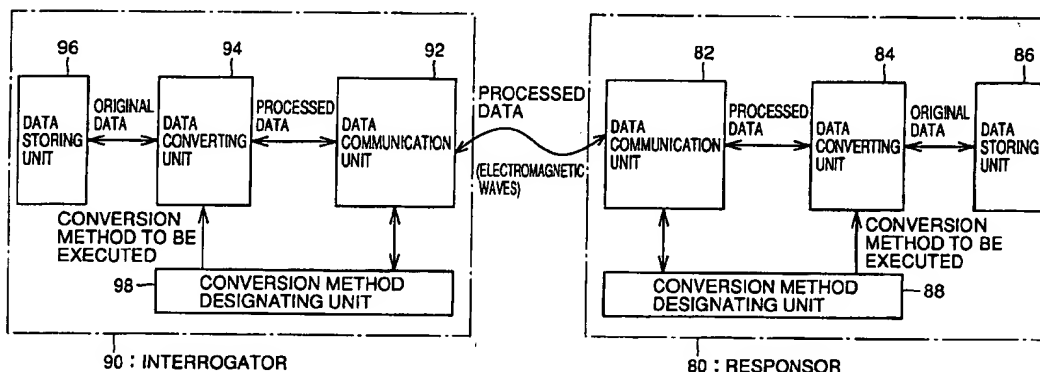 96
94
92
82
84
86
DATA
STORING
UNIT
ORIGINAL
DATA
DATA
CONVERTING
UNIT
PROCESSED
DATA
DATA
COMMUNICATION
UNIT
PROCESSED
DATA
(ELECTROMAGNETIC
WAVES)
DATA
COMMUNICATION
UNIT
PROCESSED
DATA
DATA
CONVERTING
UNIT
ORIGINAL
DATA
DATA
STORING
UNIT
CONVERSION
METHOD TO BE
EXECUTED
CONVERSION
METHOD TO BE
EXECUTED
98
CONVERSION METHOD
DESIGNATING UNIT
CONVERSION METHOD
DESIGNATING UNIT
88
90 : INTERROGATOR
80 : RESPONSOR